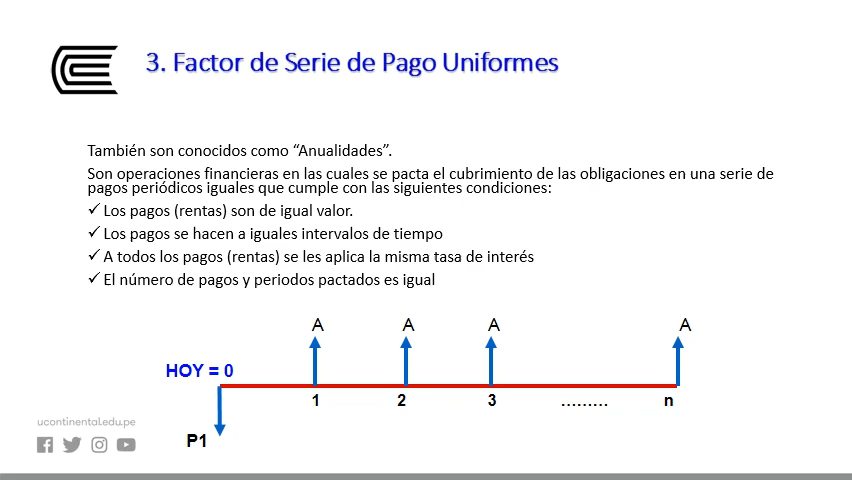 3. Factor de Serie de Pago Uniformes
También son conocidos como “Anualidades”.
Son operaciones financieras en las cuales se pacta el cubrimiento de las obligaciones en una serie de
pagos periódicos iguales que cumple con las siguientes condiciones:
✓ Los pagos (rentas) son de igual valor.
✓ Los pagos se hacen a iguales intervalos de tiempo
✓ A todos los pagos (rentas) se les aplica la misma tasa de interés
✓ El número de pagos y periodos pactados es igual
A A A A
HOY = 0
1 2 3 ……… n
ucontinental.edu.pe
P1